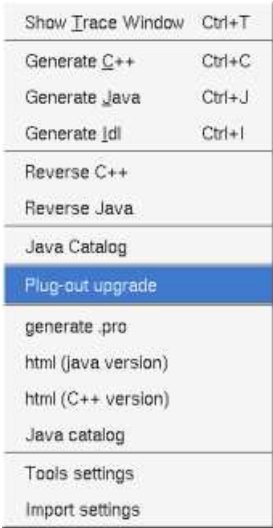 Show Trace Window Ctrl+T
Generate C++ Ctrl+C
Generate Java Ctrl+J
Generate Idl Ctrl+I
Reverse C++
Reverse Java
Java Catalog
Plug-out upgrade
generate .pro
html (java version)
html (C++ version)
Java catalog
Tools settings
Import settings